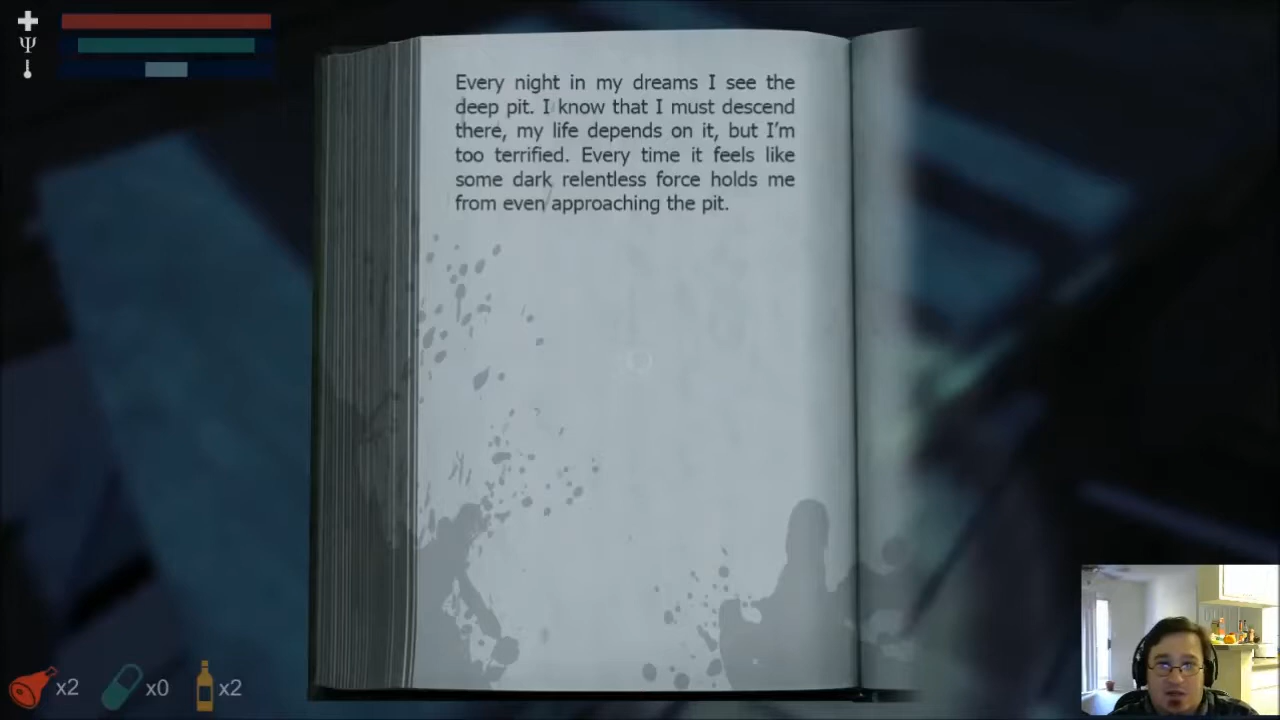 Every night in my dreams I see the
deep pit. I know that I must descend
there, my life depends on it, but I'm
too terrified. Every time it feels like
some dark relentless force holds me
from even approaching the pit.
Ψ
x2
x0
x2